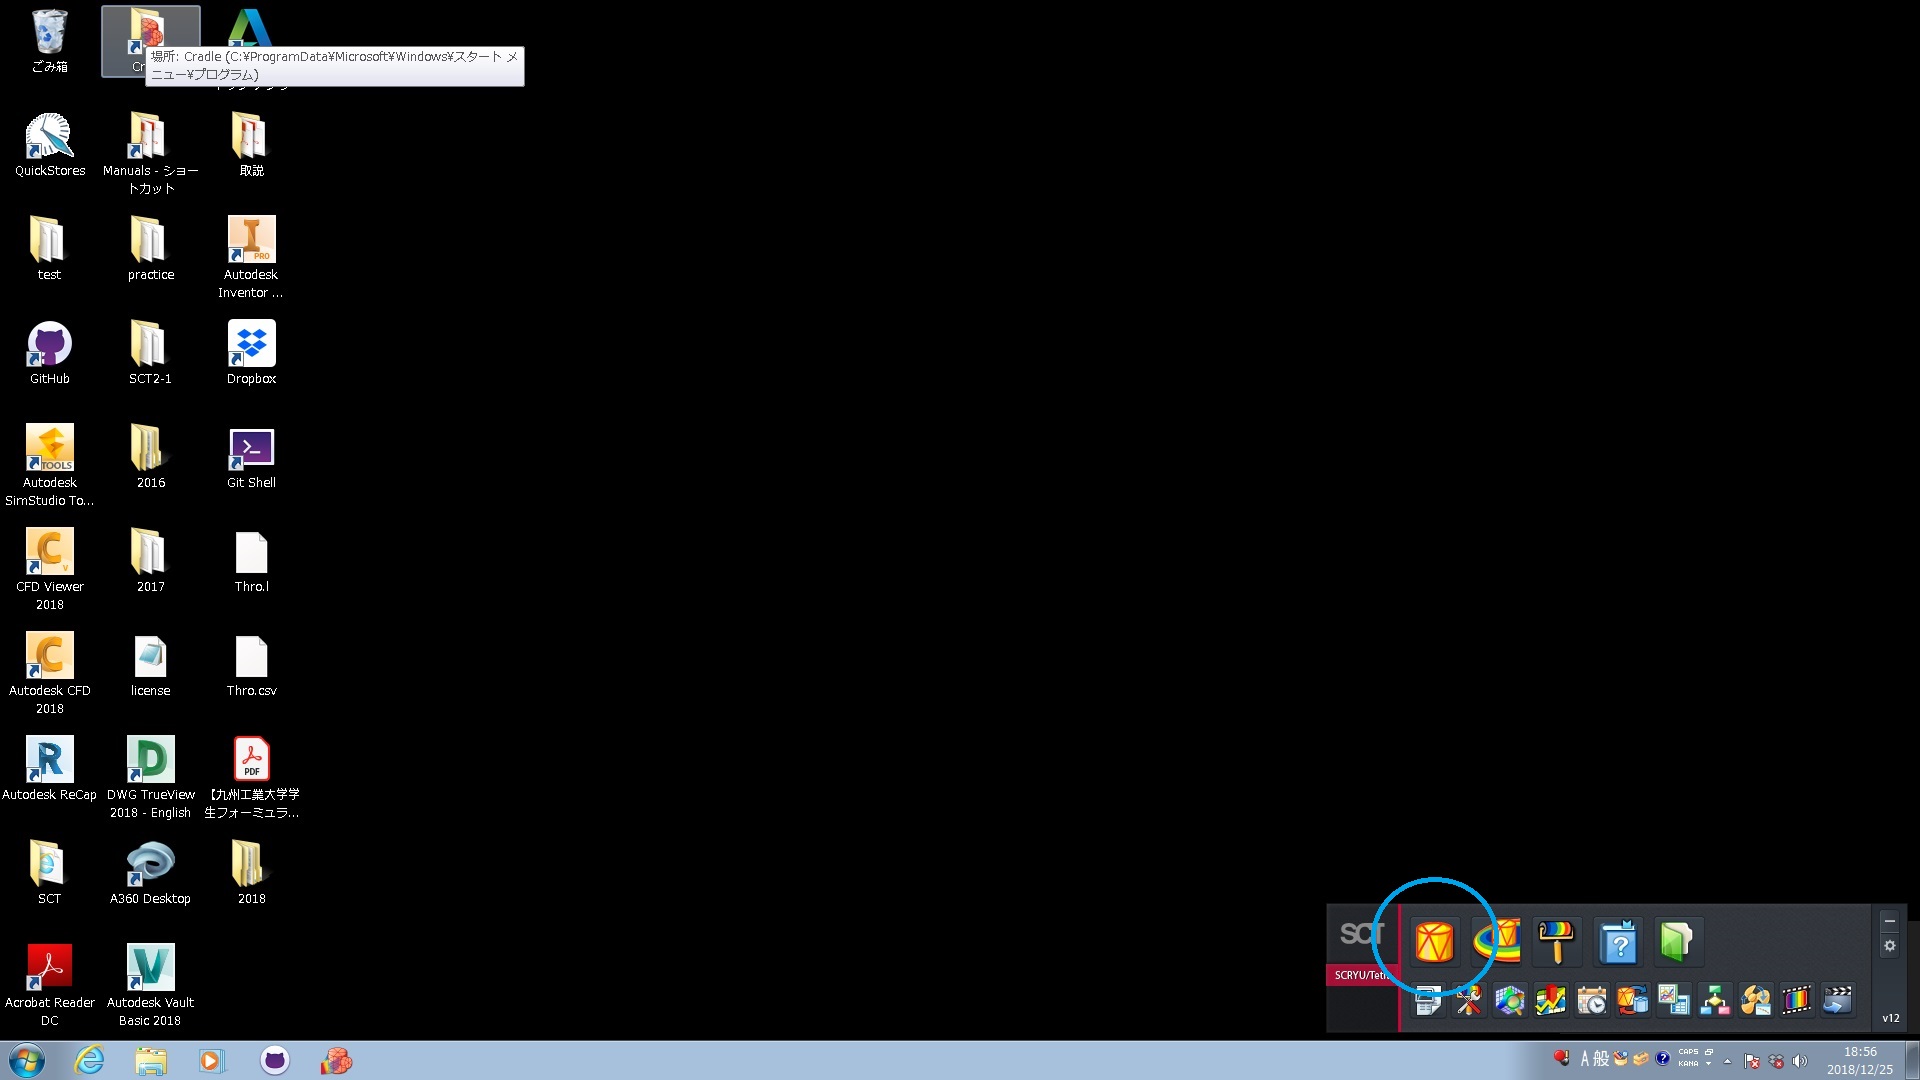 ごみ箱
場所: Cradle (C:¥ProgramData¥Microsoft¥Windows¥スタート メ
ニュー¥プログラム)
QuickStores
Manuals - ショー
トカット
取説
test
practice
PRO
Autodesk
Inventor ...
GitHub
SCT2-1
Dropbox
TOOLS
Autodesk
SimStudio To...
2016
Git Shell
CFD Viewer
2018
2017
Thro.l
Autodesk CFD
2018
license
Thro.csv
Autodesk ReCap
DWG TrueView
2018 - English
PDF
【九州工業大学学
生フォーミュラ...
SCT
A360 Desktop
2018
Acrobat Reader
DC
Autodesk Vault
Basic 2018
SCT
SCRYU/Tetra
v12
A 般
CAPS
KANA
18:56
2018/12/25